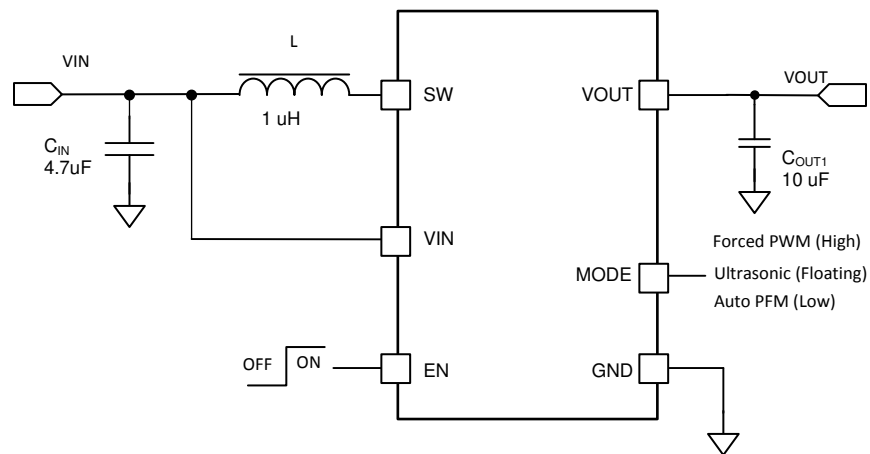 L
VIN
VOUT
SW
VOUT
1 uH
CIN
4.7uF
COUT1
10 uF
VIN
Forced PWM (High)
MODE
Ultrasonic (Floating)
Auto PFM (Low)
OFF
ON
EN
GND